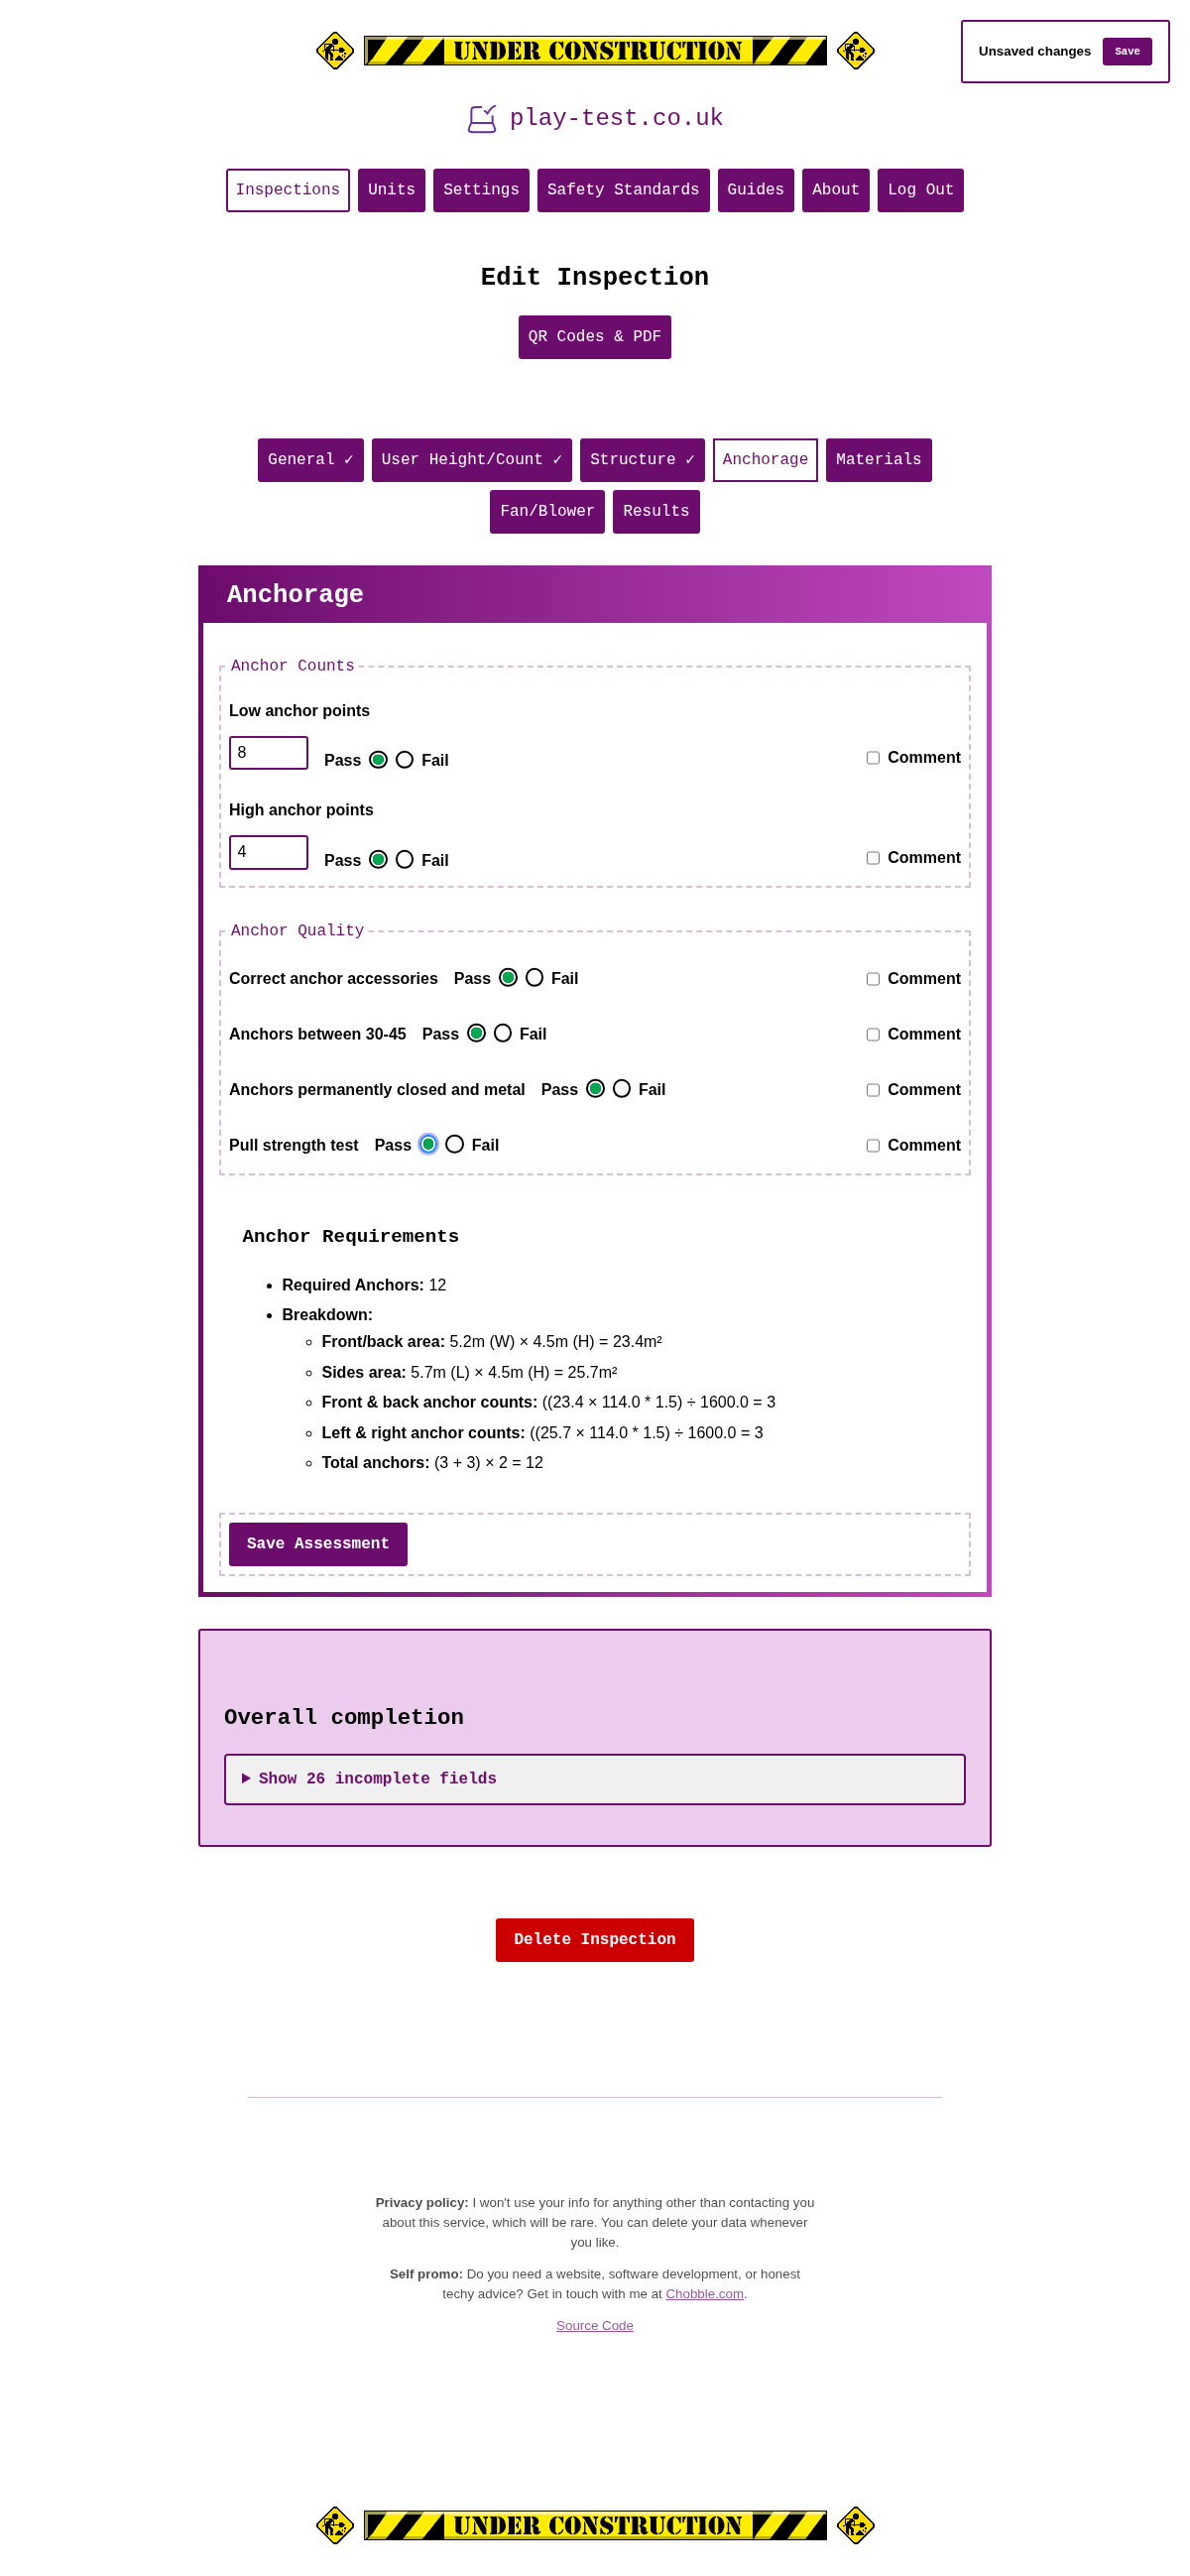 UNDER CONSTRUCTION
Unsaved changes Save
play-test.co.uk
Inspections Units Settings Safety Standards Guides About Log Out
Edit Inspection
QR Codes & PDF
General ✓ User Height/Count ✓ Structure ✓ Anchorage Materials
Fan/Blower Results
Anchorage
Anchor Counts
Low anchor points
8 Pass Fail Comment
High anchor points
4 Pass Fail Comment
Anchor Quality
Correct anchor accessories Pass Fail Comment
Anchors between 30-45 Pass Fail Comment
Anchors permanently closed and metal Pass Fail Comment
Pull strength test Pass Fail Comment
Anchor Requirements
• Required Anchors: 12
• Breakdown:
◦ Front/back area: 5.2m (W) × 4.5m (H) = 23.4m²
◦ Sides area: 5.7m (L) × 4.5m (H) = 25.7m²
◦ Front & back anchor counts: ((23.4 × 114.0 * 1.5) ÷ 1600.0 = 3
◦ Left & right anchor counts: ((25.7 × 114.0 * 1.5) ÷ 1600.0 = 3
◦ Total anchors: (3 + 3) × 2 = 12
Save Assessment
Overall completion
▶ Show 26 incomplete fields
Delete Inspection
Privacy policy: I won't use your info for anything other than contacting you
about this service, which will be rare. You can delete your data whenever
you like.
Self promo: Do you need a website, software development, or honest
techy advice? Get in touch with me at Chobble.com.
Source Code
UNDER CONSTRUCTION